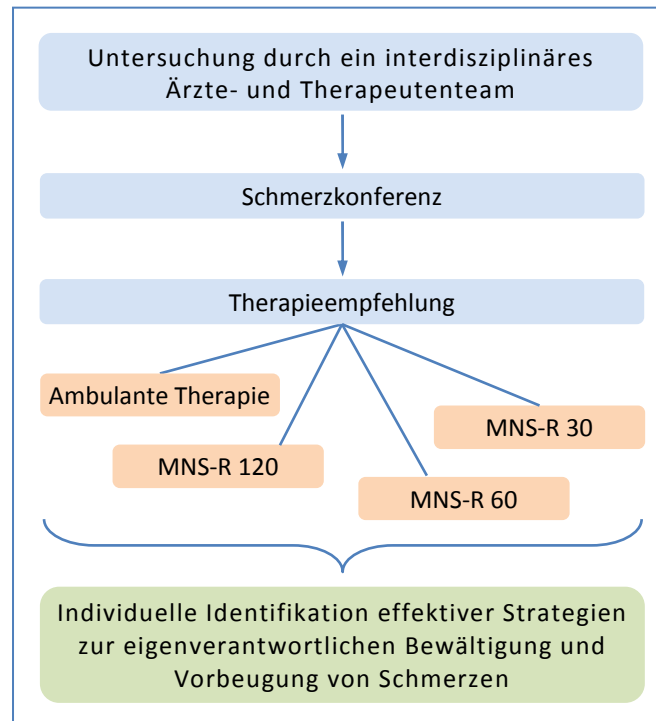 Untersuchung durch ein interdisziplinäres
Ärzte- und Therapeutenteam
Schmerzkonferenz
Therapieempfehlung
Ambulante Therapie
MNS-R 30
MNS-R 120
MNS-R 60
Individuelle Identifikation effektiver Strategien
zur eigenverantwortlichen Bewältigung und
Vorbeugung von Schmerzen